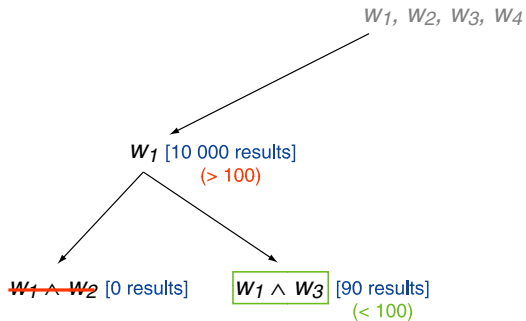 w1, w2, w3, w4
w1 [10 000 results]
(> 100)
w1 ∧ w2 [0 results]
w1 ∧ w3 [90 results]
(< 100)